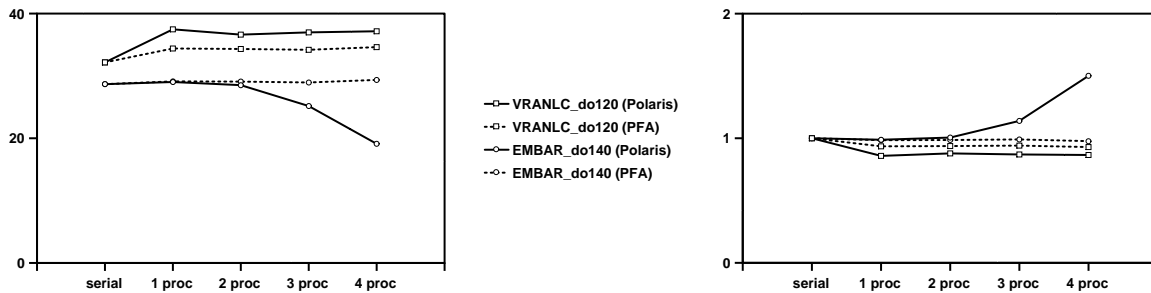 40
20
0
serial 1 proc 2 proc 3 proc 4 proc
VRANLC_do120 (Polaris)
VRANLC_do120 (PFA)
EMBAR_do140 (Polaris)
EMBAR_do140 (PFA)
2
1
0
serial 1 proc 2 proc 3 proc 4 proc